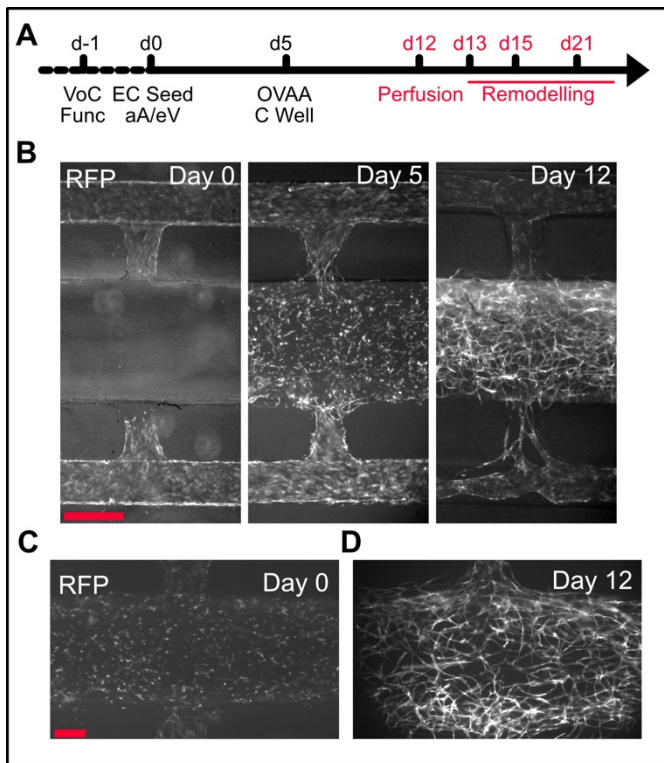 A
d-1 d0 d5 d12 d13 d15 d21
VoC EC Seed OVAA Perfusion Remodelling
Func aA/eV C Well
B
RFP Day 0 Day 5 Day 12
C D
RFP Day 0 Day 12